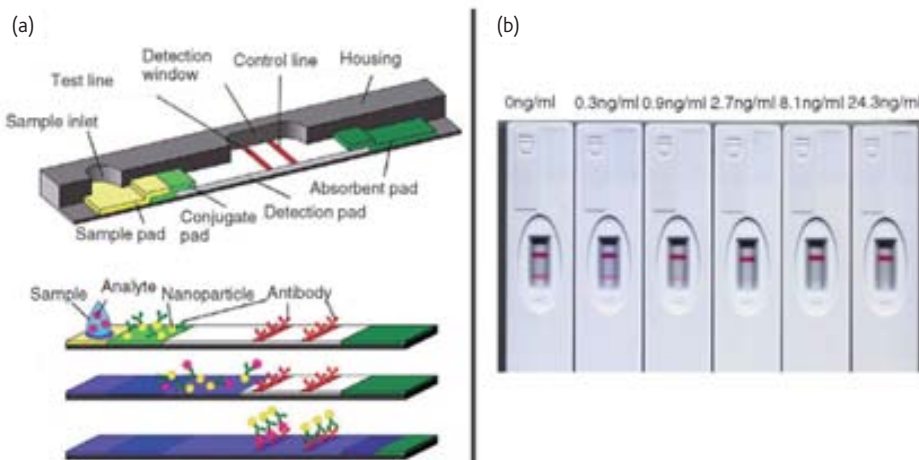 (a)
Detection
window
Control line
Housing
Test line
Sample inlet
Absorbent pad
Detection pad
Conjugate
pad
Sample pad
Sample
Analyte
Nanoparticle
Antibody
(b)
0ng/ml 0.3ng/ml 0.9ng/ml 2.7ng/ml 8.1ng/ml 24.3ng/ml